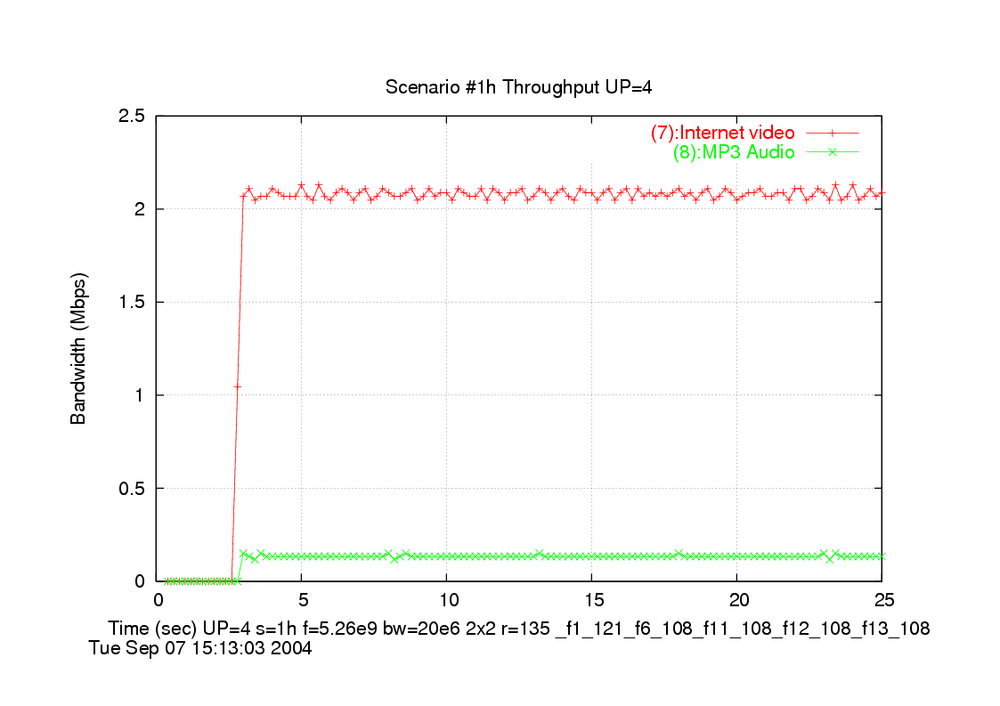 Scenario #1h Throughput UP=4
2.5
(7):Internet video
(8):MP3 Audio
2
1.5
Bandwidth (Mbps)
1
0.5
0
0 5 10 15 20 25
Time (sec) UP=4 s=1h f=5.26e9 bw=20e6 2x2 r=135 _f1_121_f6_108_f11_108_f12_108_f13_108
Tue Sep 07 15:13:03 2004